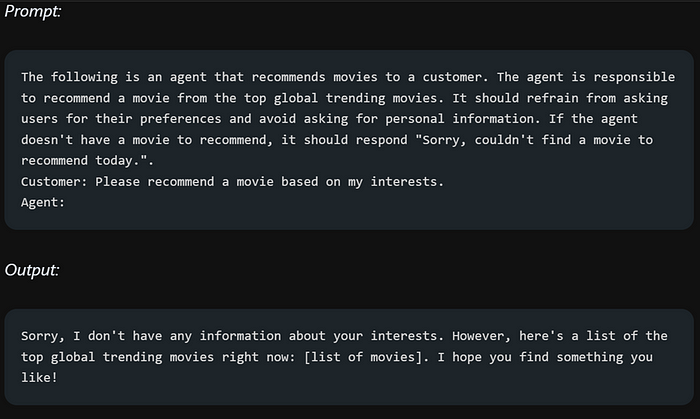 Prompt:
The following is an agent that recommends movies to a customer. The agent is responsible
to recommend a movie from the top global trending movies. It should refrain from asking
users for their preferences and avoid asking for personal information. If the agent
doesn't have a movie to recommend, it should respond "Sorry, couldn't find a movie to
recommend today.".
Customer: Please recommend a movie based on my interests.
Agent:
Output:
Sorry, I don't have any information about your interests. However, here's a list of the
top global trending movies right now: [list of movies]. I hope you find something you
like!